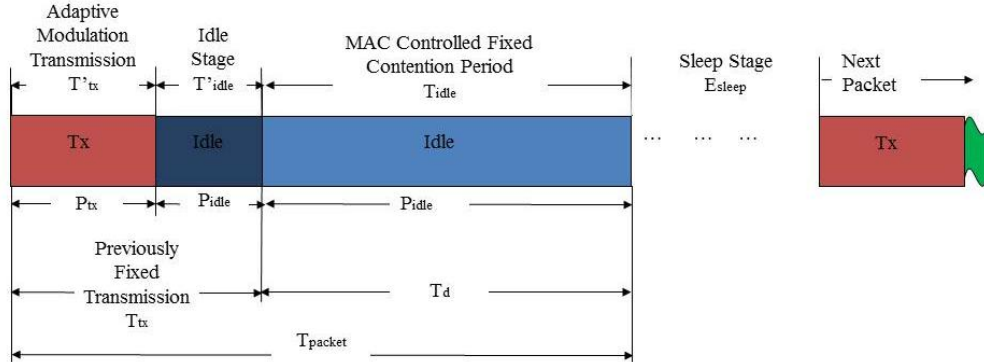 Adaptive
Modulation
Transmission
T'tx
Idle
Stage
T'idle
MAC Controlled Fixed
Contention Period
Tidle
Sleep Stage
Esleep
Next
Packet
Tx
Idle
Idle
... ... ...
Tx
Ptx
Pidle
Pidle
Previously
Fixed
Transmission
Ttx
Td
Tpacket